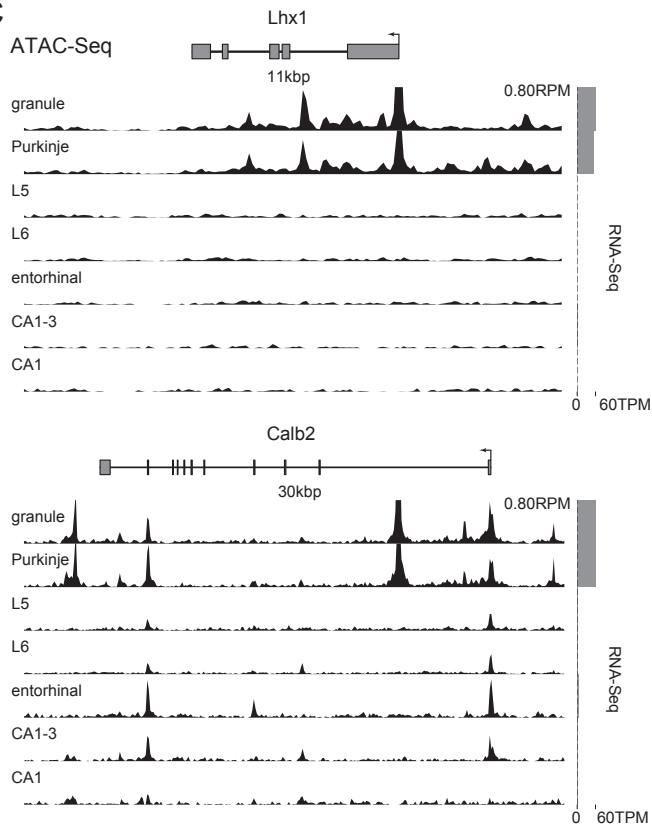 C
Lhx1
ATAC-Seq
11kbp
granule
0.80RPM
Purkinje
L5
L6
RNA-Seq
entorhinal
CA1-3
CA1
0 60TPM
Calb2
30kbp
granule
0.80RPM
Purkinje
L5
L6
RNA-Seq
entorhinal
CA1-3
CA1
0 60TPM